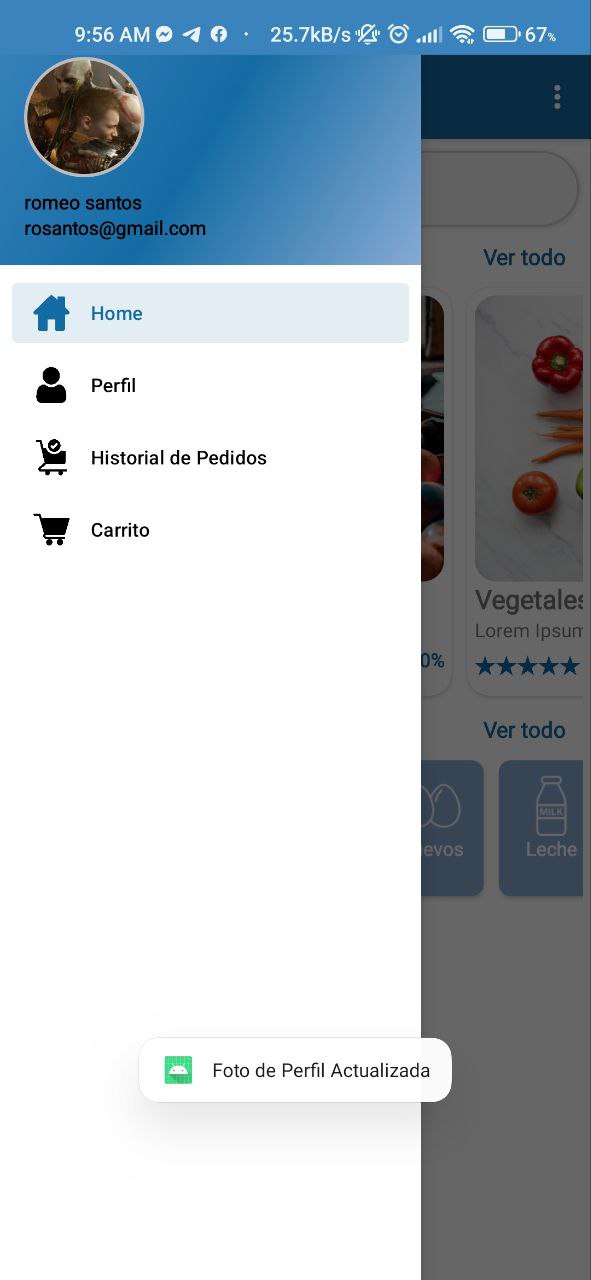 9:56 AM · 25.7kB/s 67%
romeo santos
rosantos@gmail.com
Home
Perfil
Historial de Pedidos
Carrito
Ver todo
Vegetales
Lorem Ipsum
0%
Ver todo
evos
MILK
Leche
Foto de Perfil Actualizada